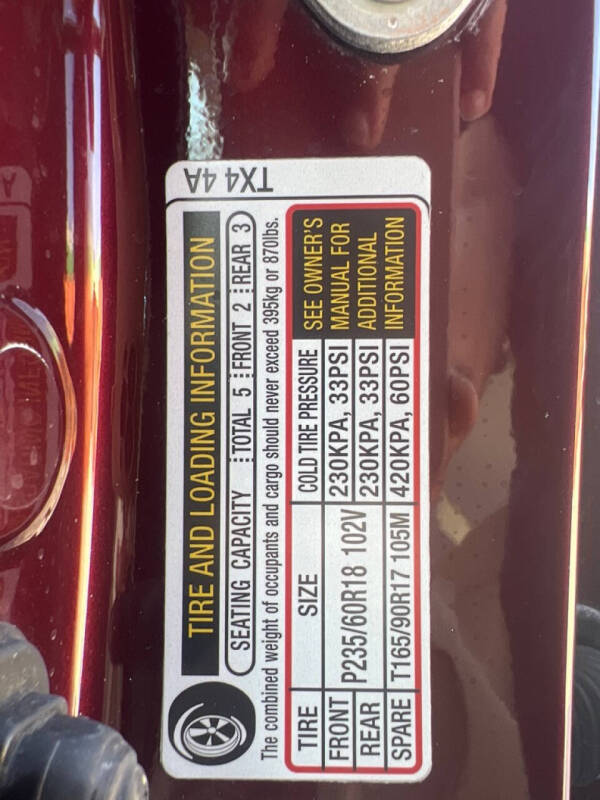 TX4 4A
TIRE AND LOADING INFORMATION
SEATING CAPACITY TOTAL 5 FRONT 2 REAR 3
The combined weight of occupants and cargo should never exceed 395kg or 870lbs.
TIRE SIZE COLD TIRE PRESSURE
FRONT P235/60R18 102V 230KPA, 33PSI
REAR 230KPA, 33PSI
SPARE T165/90R17 105M 420KPA, 60PSI
SEE OWNER'S
MANUAL FOR
ADDITIONAL
INFORMATION